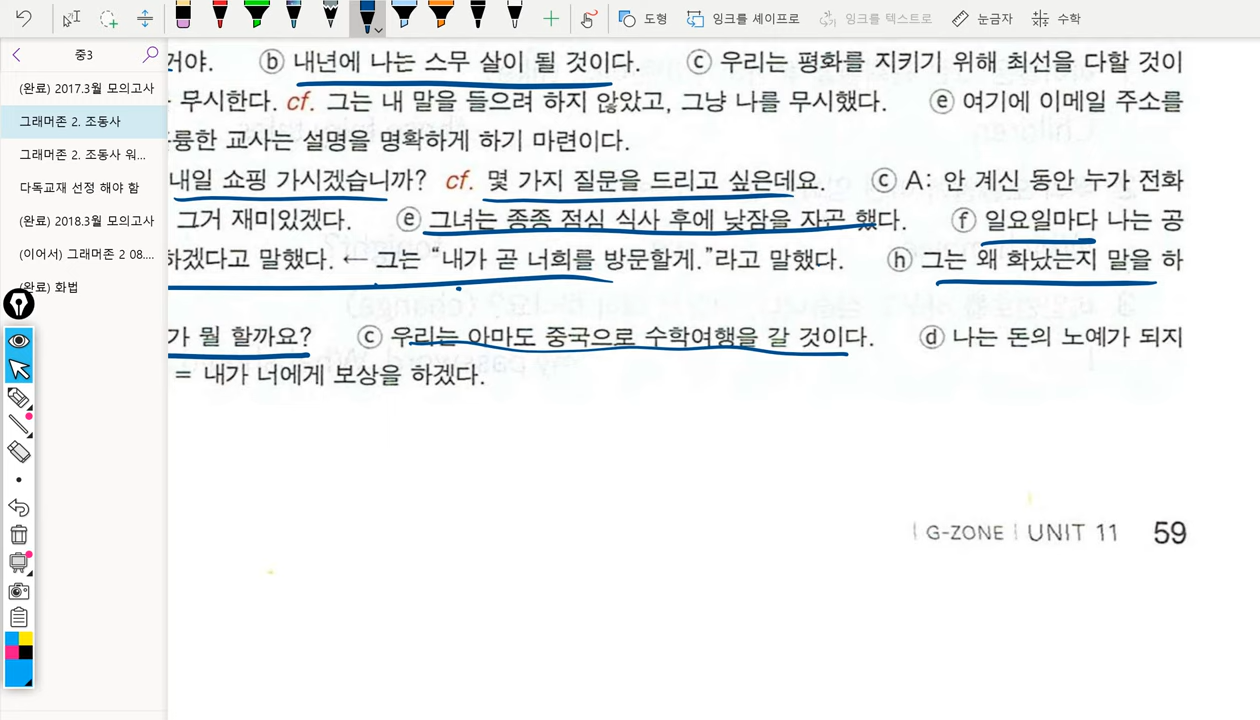 도형 잉크를 셰이프로 잉크를 텍스트로 눈금자 수학
중3
(완료) 2017.3월 모의고사
그래머존 2. 조동사
그래머존 2. 조동사 워...
다독교재 선정 해야 함
(완료) 2018.3월 모의고사
(이어서) 그래머존 2 08....
(완료) 화법
거야. ⓑ 내년에 나는 스무 살이 될 것이다. ⓒ 우리는 평화를 지키기 위해 최선을 다할 것이
무시한다. cf. 그는 내 말을 들으려 하지 않았고, 그냥 나를 무시했다. ⓔ 여기에 이메일 주소를
륭한 교사는 설명을 명확하게 하기 마련이다.
내일 쇼핑 가시겠습니까? cf. 몇 가지 질문을 드리고 싶은데요. ⓒ A: 안 계신 동안 누가 전화
그거 재미있겠다. ⓔ 그녀는 종종 점심 식사 후에 낮잠을 자곤 했다. ⓕ 일요일마다 나는 공
하겠다고 말했다. ← 그는 “내가 곧 너희를 방문할게.”라고 말했다. ⓗ 그는 왜 화났는지 말을 하
가 뭘 할까요? ⓒ 우리는 아마도 중국으로 수학여행을 갈 것이다. ⓓ 나는 돈의 노예가 되지
= 내가 너에게 보상을 하겠다.
| G-ZONE | UNIT 11 59